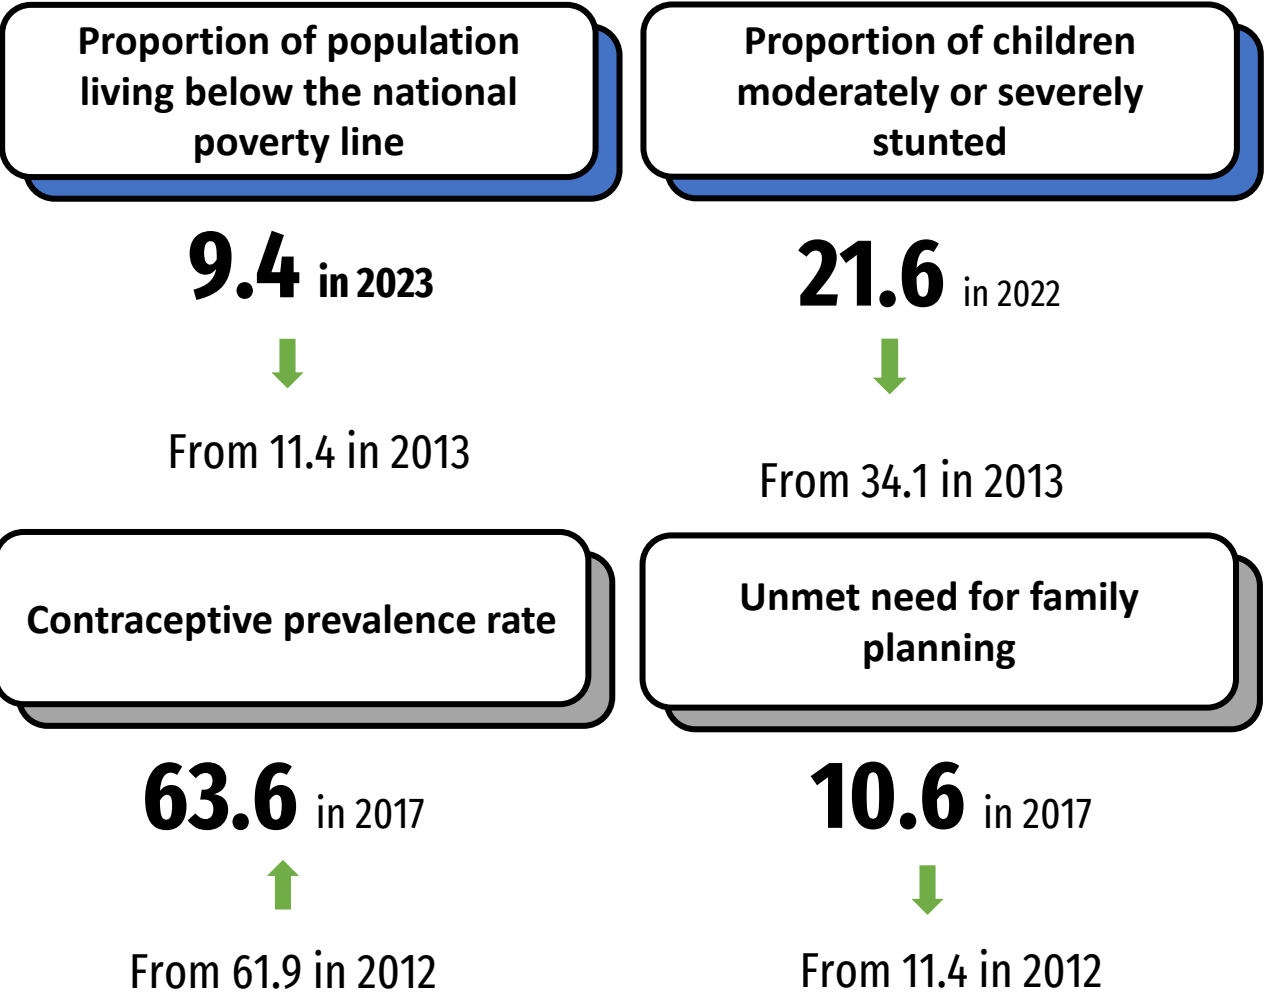 Proportion of population
living below the national
poverty line
9.4 in 2023
From 11.4 in 2013
Proportion of children
moderately or severely
stunted
21.6 in 2022
From 34.1 in 2013
Contraceptive prevalence rate
63.6 in 2017
From 61.9 in 2012
Unmet need for family
planning
10.6 in 2017
From 11.4 in 2012